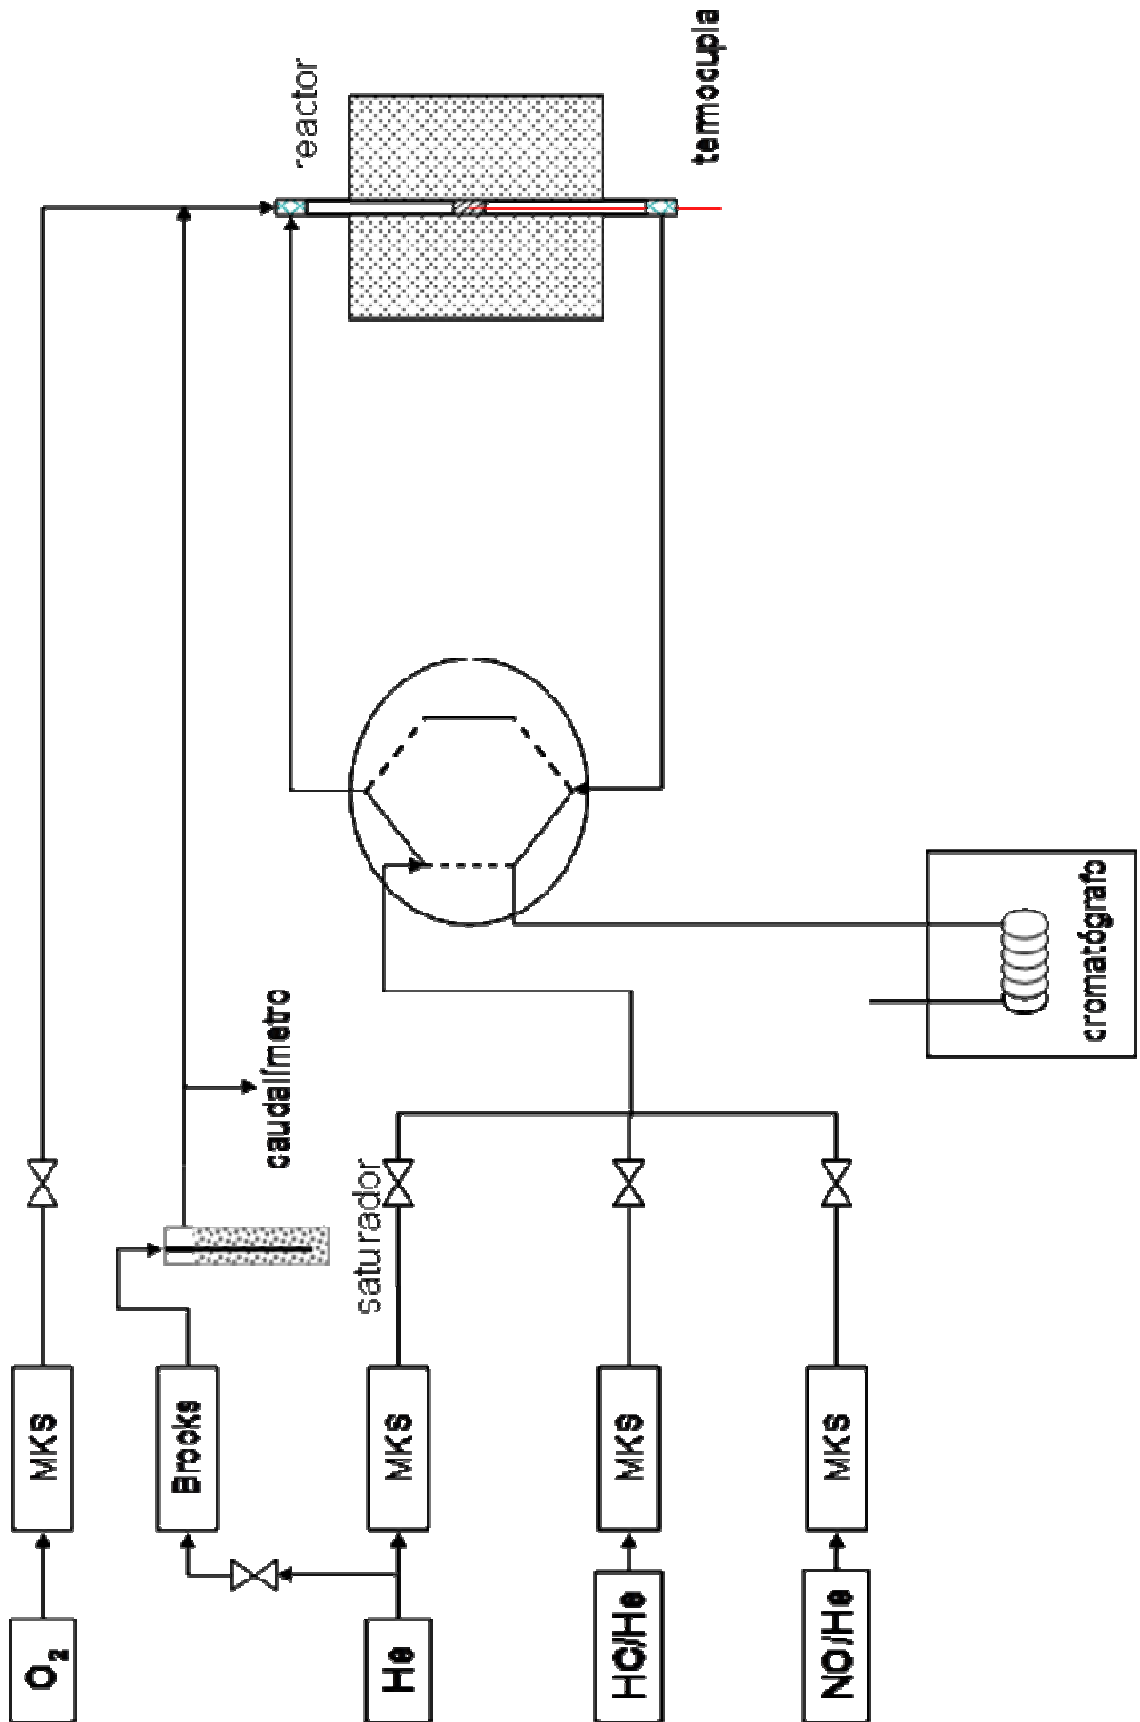 O₂
MKS
Brooks
He
MKS
HC/He
MKS
NO/He
MKS
saturador
caudalímetro
cromatógrafo
reactor
termocupla